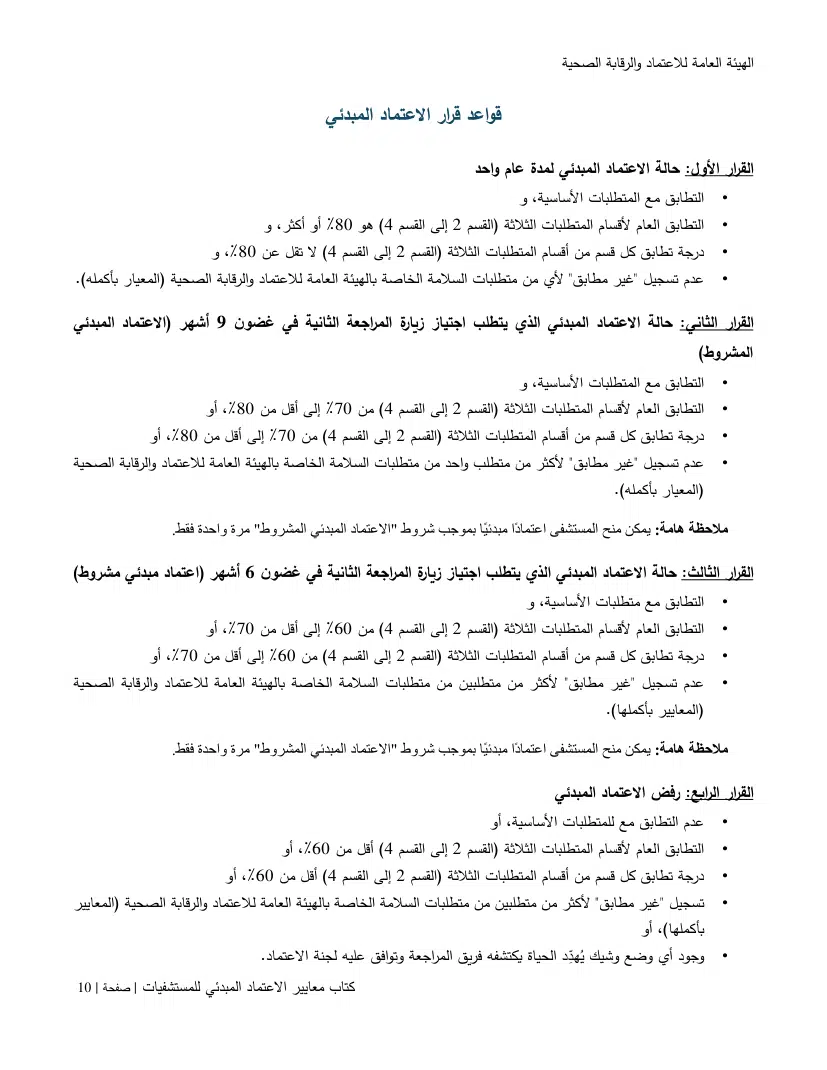 الهيئة العامة للاعتماد والرقابة الصحية
قواعد قرار الاعتماد المبدئي
القرار الأول: حالة الاعتماد المبدئي لمدة عام واحد
• التطابق مع المتطلبات الأساسية، و
• التطابق العام لأقسام المتطلبات الثلاثة (القسم 2 إلى القسم 4) هو 80٪ أو أكثر، و
• درجة تطابق كل قسم من أقسام المتطلبات الثلاثة (القسم 2 إلى القسم 4) لا تقل عن 80٪، و
• عدم تسجيل "غير مطابق" لأي من متطلبات السلامة الخاصة بالهيئة العامة للاعتماد والرقابة الصحية (المعيار بأكمله).
القرار الثاني: حالة الاعتماد المبدئي الذي يتطلب اجتياز زيارة المراجعة الثانية في غضون 9 أشهر (الاعتماد المبدئي
المشروط)
• التطابق مع المتطلبات الأساسية، و
• التطابق العام لأقسام المتطلبات الثلاثة (القسم 2 إلى القسم 4) من 70٪ إلى أقل من 80٪، أو
• درجة تطابق كل قسم من أقسام المتطلبات الثلاثة (القسم 2 إلى القسم 4) من 70٪ إلى أقل من 80٪، أو
• عدم تسجيل "غير مطابق" لأكثر من متطلب واحد من متطلبات السلامة الخاصة بالهيئة العامة للاعتماد والرقابة الصحية
(المعيار بأكمله).
ملاحظة هامة: يمكن منح المستشفى اعتمادًا مبدئيًا بموجب شروط "الاعتماد المبدئي المشروط" مرة واحدة فقط.
القرار الثالث: حالة الاعتماد المبدئي الذي يتطلب اجتياز زيارة المراجعة الثانية في غضون 6 أشهر (اعتماد مبدئي مشروط)
• التطابق مع متطلبات الأساسية، و
• التطابق العام لأقسام المتطلبات الثلاثة (القسم 2 إلى القسم 4) من 60٪ إلى أقل من 70٪، أو
• درجة تطابق كل قسم من أقسام المتطلبات الثلاثة (القسم 2 إلى القسم 4) من 60٪ إلى أقل من 70٪، أو
• عدم تسجيل "غير مطابق" لأكثر من متطلبين من متطلبات السلامة الخاصة بالهيئة العامة للاعتماد والرقابة الصحية
(المعايير بأكملها).
ملاحظة هامة: يمكن منح المستشفى اعتمادًا مبدئيًا بموجب شروط "الاعتماد المبدئي المشروط" مرة واحدة فقط.
القرار الرابع: رفض الاعتماد المبدئي
• عدم التطابق مع للمتطلبات الأساسية، أو
• التطابق العام لأقسام المتطلبات الثلاثة (القسم 2 إلى القسم 4) أقل من 60٪، أو
• درجة تطابق كل قسم من أقسام المتطلبات الثلاثة (القسم 2 إلى القسم 4) أقل من 60٪، أو
• تسجيل "غير مطابق" لأكثر من متطلبين من متطلبات السلامة الخاصة بالهيئة العامة للاعتماد والرقابة الصحية (المعايير
بأكملها)، أو
• وجود أي وضع وشيك يُهدِّد الحياة يكتشفه فريق المراجعة وتوافق عليه لجنة الاعتماد.
كتاب معايير الاعتماد المبدئي للمستشفيات | صفحة | 10